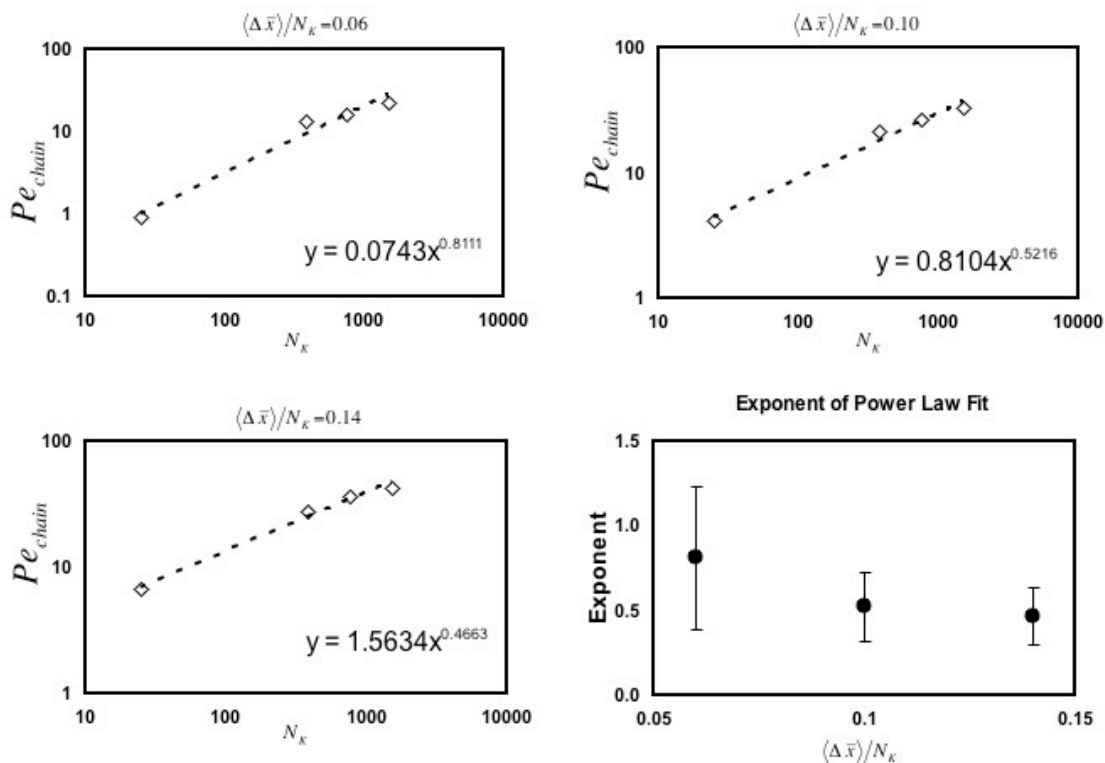 ⟨Δx̄⟩/N_K=0.06
100
10
1
0.1
Pe_chain
y = 0.0743x^0.8111
10 100 1000 10000
N_K
⟨Δx̄⟩/N_K=0.10
100
10
1
Pe_chain
y = 0.8104x^0.5216
10 100 1000 10000
N_K
⟨Δx̄⟩/N_K=0.14
100
10
1
Pe_chain
y = 1.5634x^0.4663
10 100 1000 10000
N_K
Exponent of Power Law Fit
1.5
1.0
0.5
0.0
Exponent
0.05 0.1 0.15
⟨Δx̄⟩/N_K